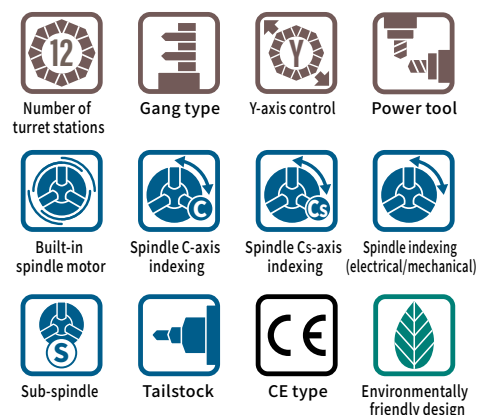 12
Y
Number of
turret stations
Gang type
Y-axis control
Power tool
C
Cs
Built-in
spindle motor
Spindle C-axis
indexing
Spindle Cs-axis
indexing
Spindle indexing
(electrical/mechanical)
S
CE
Sub-spindle
Tailstock
CE type
Environmentally
friendly design